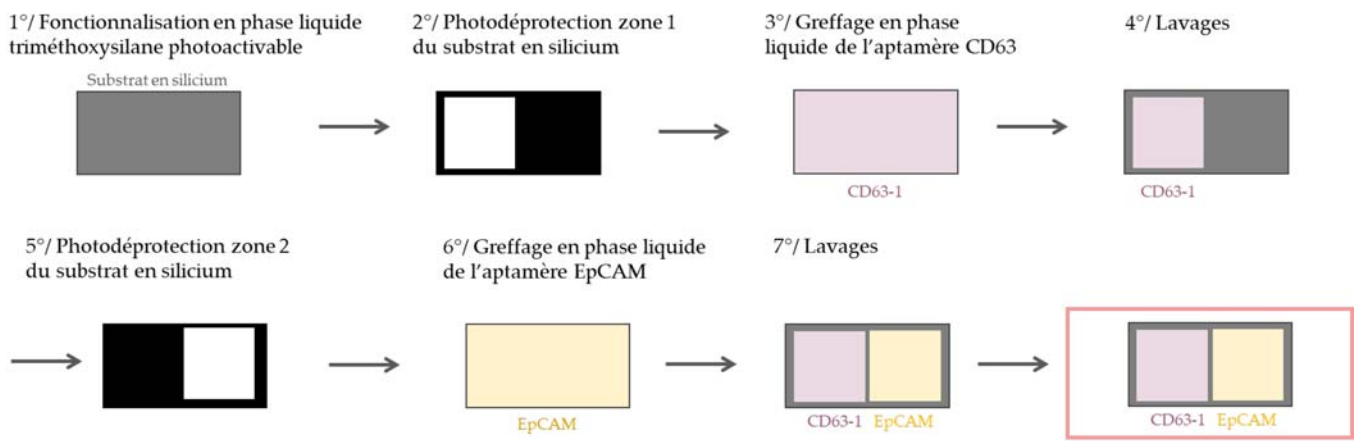 1°/ Fonctionnalisation en phase liquide
triméthoxysilane photoactivable
2°/ Photodéprotection zone 1
du substrat en silicium
3°/ Greffage en phase
liquide de l'aptamère CD63
4°/ Lavages
Substrat en silicium
CD63-1
CD63-1
5°/ Photodéprotection zone 2
du substrat en silicium
6°/ Greffage en phase liquide
de l'aptamère EpCAM
7°/ Lavages
EpCAM
CD63-1 EpCAM
CD63-1 EpCAM